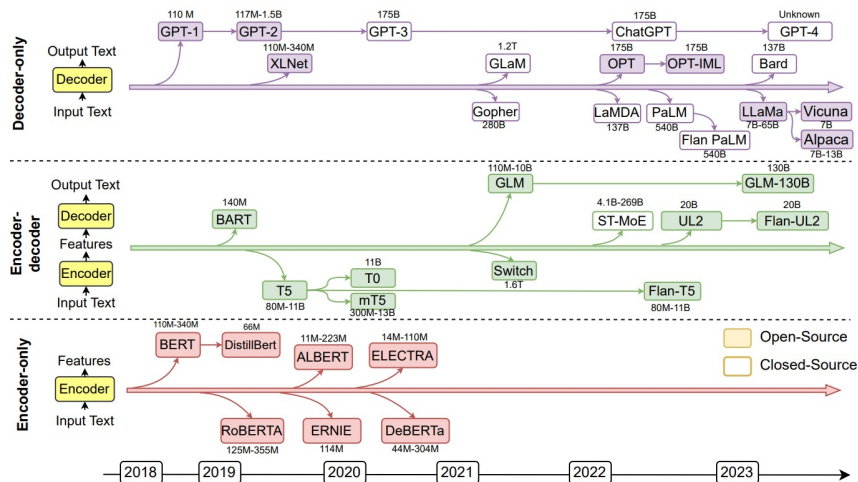 Decoder-only
Output Text
Decoder
Input Text
110 M
GPT-1
117M-1.5B
GPT-2
175B
GPT-3
175B
ChatGPT
Unknown
GPT-4
110M-340M
XLNet
1.2T
GLaM
175B
OPT
175B
OPT-IML
137B
Bard
Gopher
280B
LaMDA
137B
PaLM
540B
Flan PaLM
540B
LLaMa
7B-65B
Vicuna
7B
Alpaca
7B-13B
Encoder-
decoder
Output Text
Decoder
Features
Encoder
Input Text
140M
BART
110M-10B
GLM
130B
GLM-130B
4.1B-269B
ST-MoE
20B
UL2
20B
Flan-UL2
Switch
1.6T
T5
80M-11B
11B
T0
mT5
300M-13B
Flan-T5
80M-11B
Encoder-only
Features
Encoder
Input Text
110M-340M
BERT
66M
DistillBert
11M-223M
ALBERT
14M-110M
ELECTRA
RoBERTA
125M-355M
ERNIE
114M
DeBERTa
44M-304M
Open-Source
Closed-Source
2018
2019
2020
2021
2022
2023